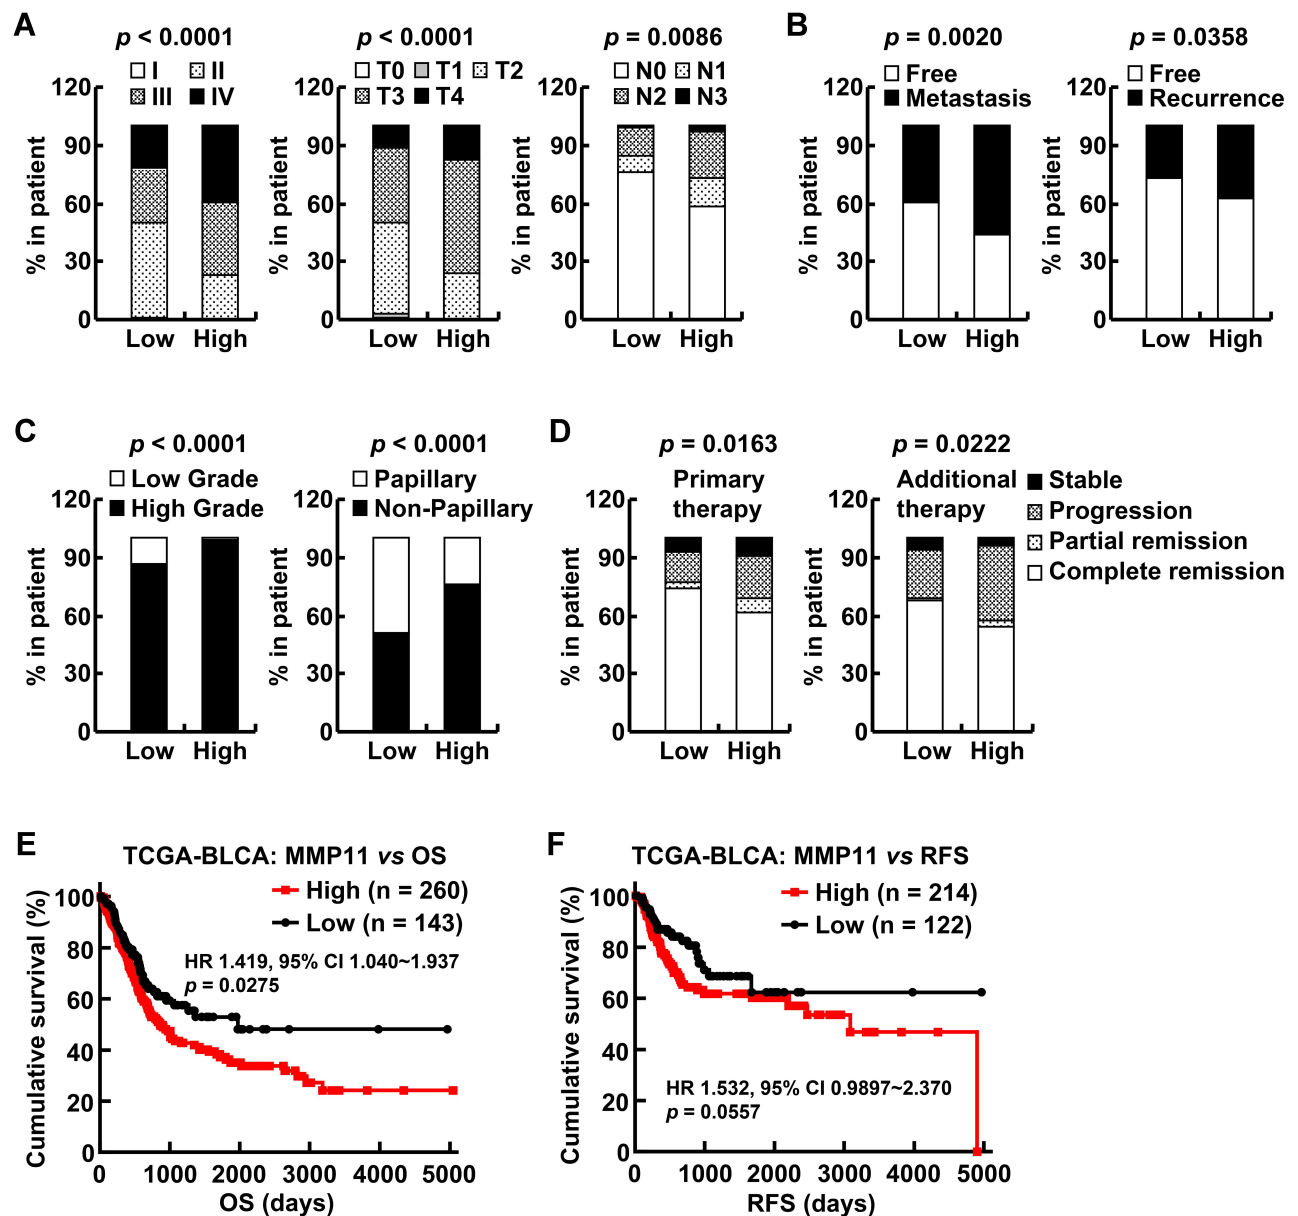 A
p < 0.0001
I II
III IV
120
90
60
30
0
% in patient
Low High
p < 0.0001
T0 T1 T2
T3 T4
120
90
60
30
0
% in patient
Low High
p = 0.0086
N0 N1
N2 N3
120
90
60
30
0
% in patient
Low High
B
p = 0.0020
Free
Metastasis
120
90
60
30
0
% in patient
Low High
p = 0.0358
Free
Recurrence
120
90
60
30
0
% in patient
Low High
C
p < 0.0001
Low Grade
High Grade
120
90
60
30
0
% in patient
Low High
p < 0.0001
Papillary
Non-Papillary
120
90
60
30
0
% in patient
Low High
D
p = 0.0163
Primary
therapy
120
90
60
30
0
% in patient
Low High
p = 0.0222
Additional
therapy
120
90
60
30
0
% in patient
Low High
Stable
Progression
Partial remission
Complete remission
E
TCGA-BLCA: MMP11 vs OS
High (n = 260)
Low (n = 143)
HR 1.419, 95% CI 1.040~1.937
p = 0.0275
Cumulative survival (%)
100
80
60
40
20
0
0 1000 2000 3000 4000 5000
OS (days)
F
TCGA-BLCA: MMP11 vs RFS
High (n = 214)
Low (n = 122)
HR 1.532, 95% CI 0.9897~2.370
p = 0.0557
Cumulative survival (%)
100
80
60
40
20
0
0 1000 2000 3000 4000 5000
RFS (days)